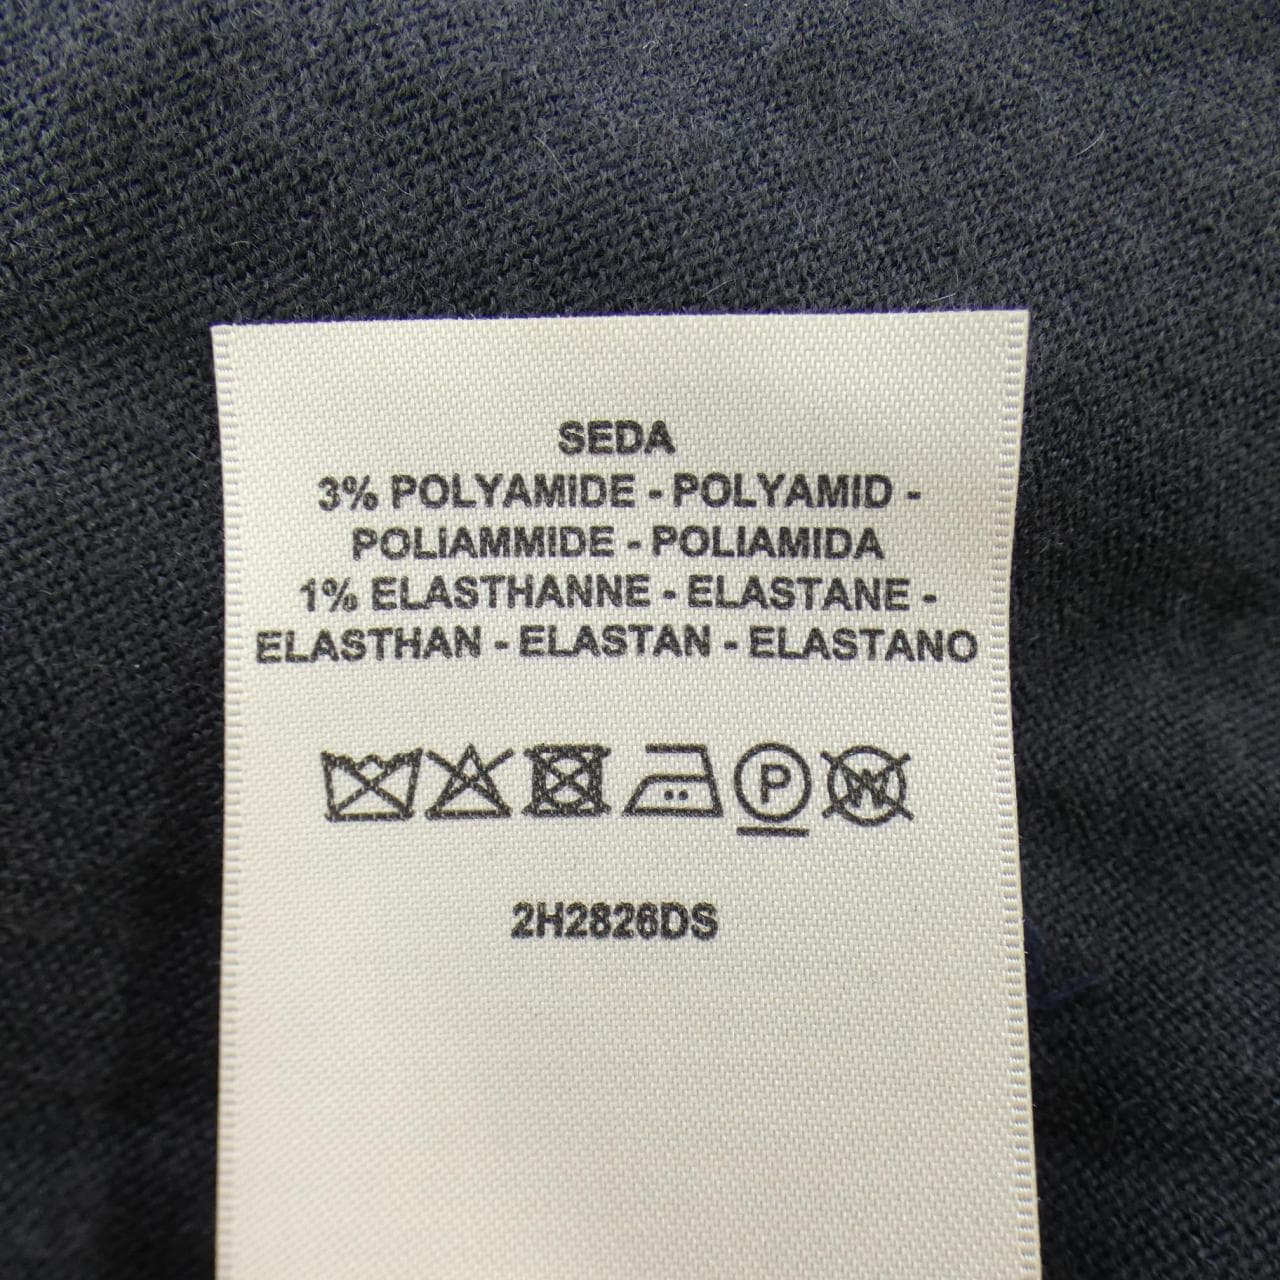 SEDA
3% POLYAMIDE - POLYAMID -
POLIAMMIDE - POLIAMIDA
1% ELASTHANNE - ELASTANE -
ELASTHAN - ELASTAN - ELASTANO
P W
2H2826DS